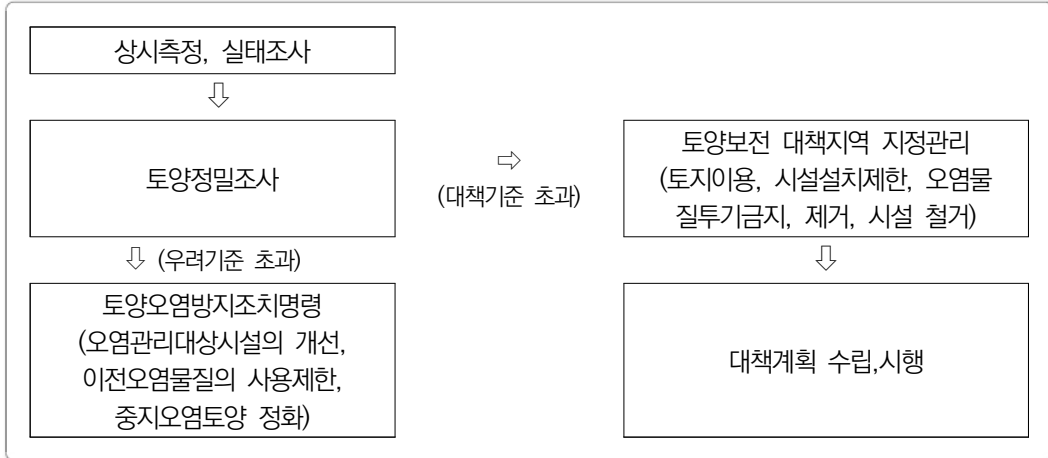 상시측정, 실태조사
⇩
토양정밀조사
⇨
(대책기준 초과)
토양보전 대책지역 지정관리
(토지이용, 시설설치제한, 오염물
질투기금지, 제거, 시설 철거)
⇩ (우려기준 초과)
⇩
토양오염방지조치명령
(오염관리대상시설의 개선,
이전오염물질의 사용제한,
중지오염토양 정화)
대책계획 수립,시행